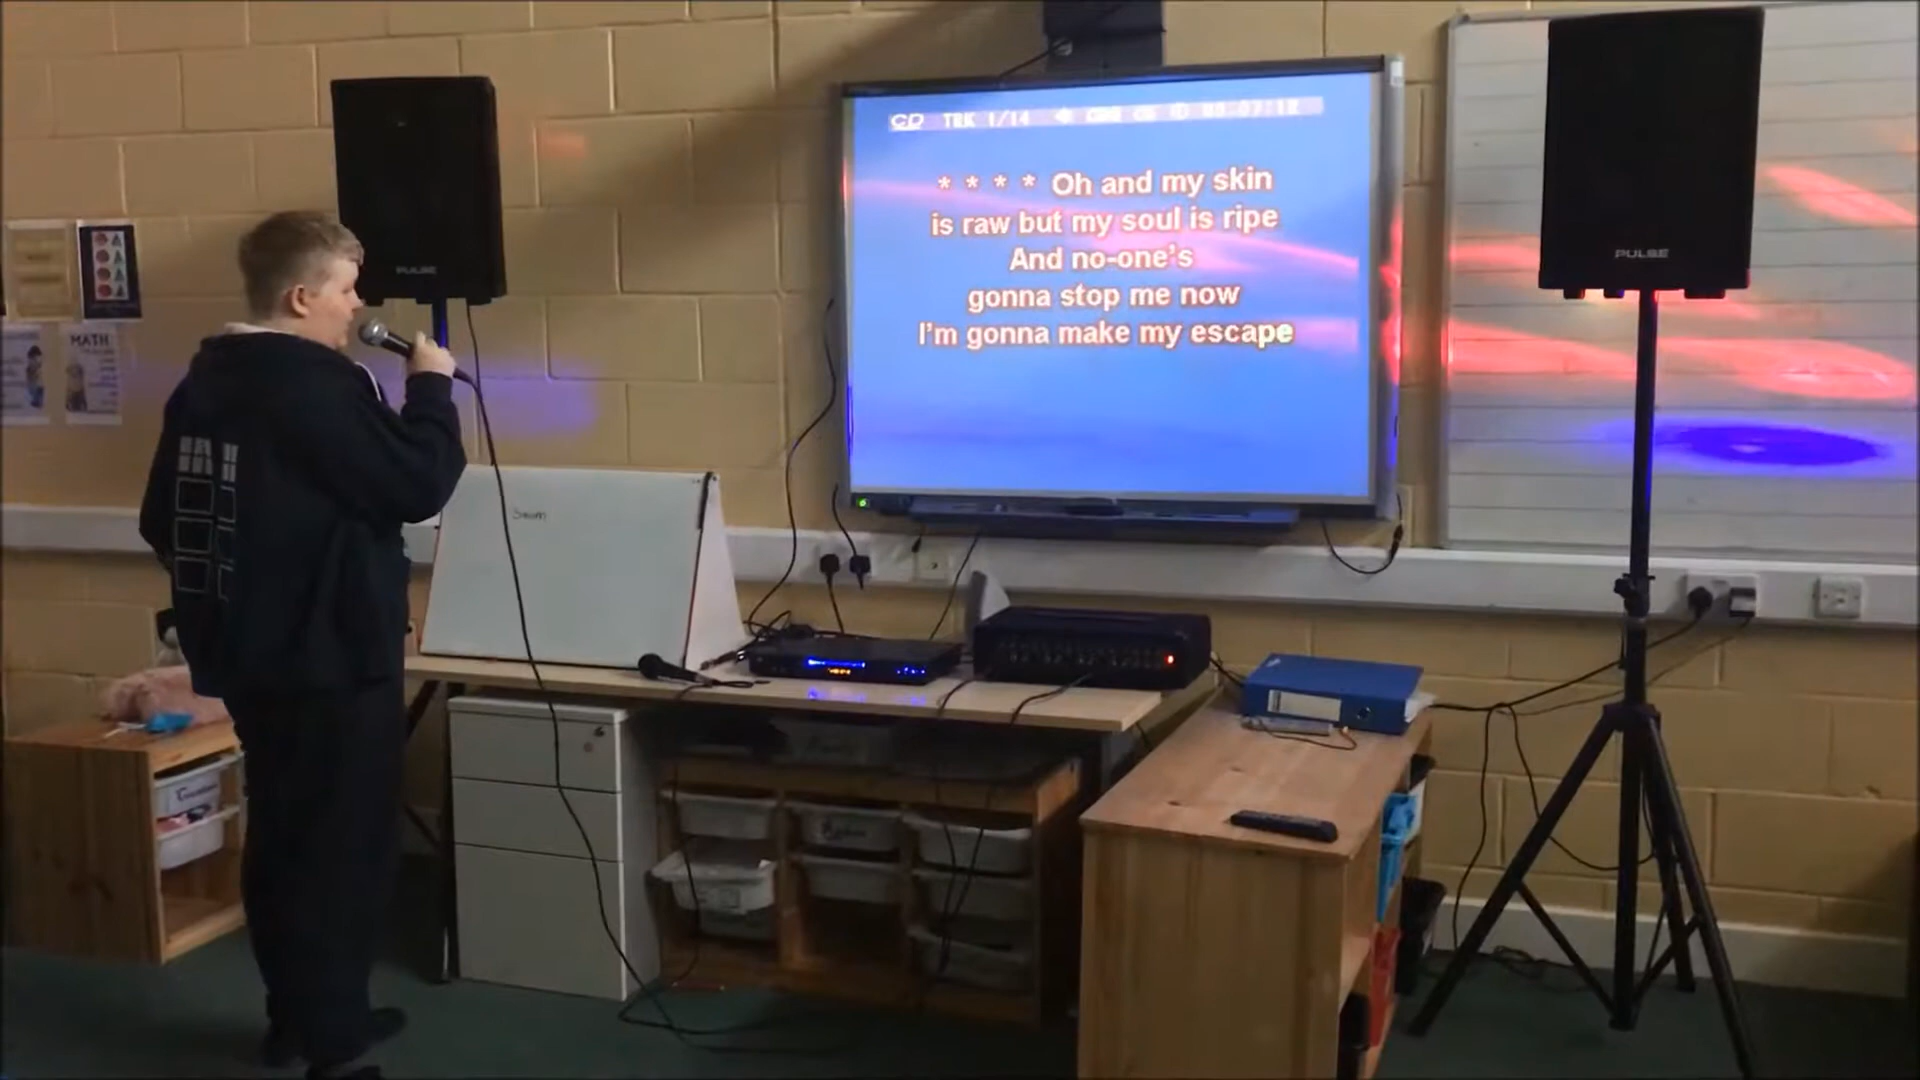 CD TRK 1/14
* * * * Oh and my skin
is raw but my soul is ripe
And no-one's
gonna stop me now
I'm gonna make my escape
PULSE
PULSE
MATH